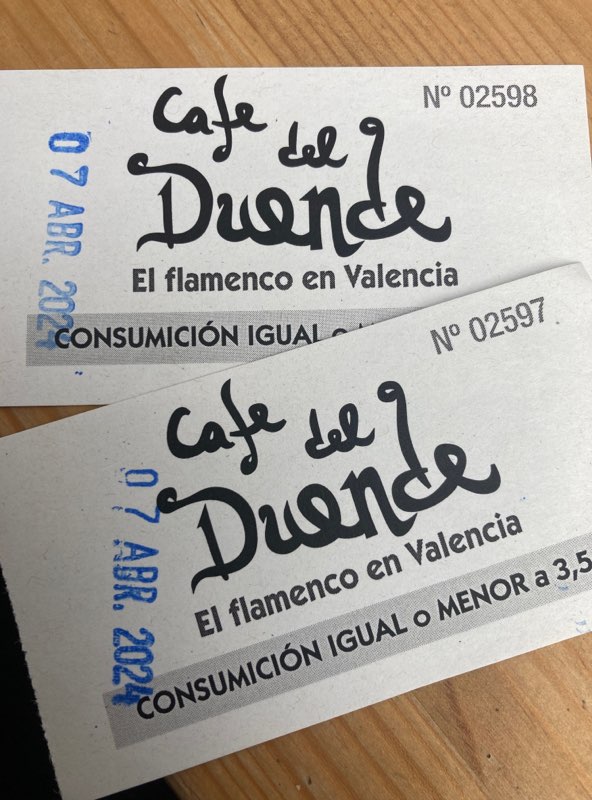 Nº 02598
Cafe del
Duende
El flamenco en Valencia
07 ABR. 2024
CONSUMICIÓN IGUAL o
Nº 02597
Cafe del
Duende
El flamenco en Valencia
07 ABR. 2024
CONSUMICIÓN IGUAL o MENOR a 3,5